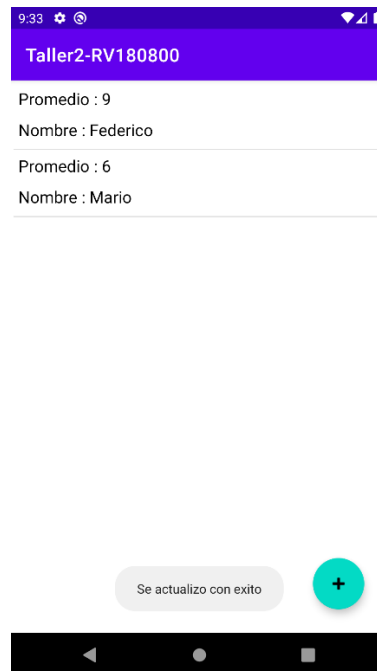 9:33
Taller2-RV180800
Promedio : 9
Nombre : Federico
Promedio : 6
Nombre : Mario
Se actualizo con exito
+